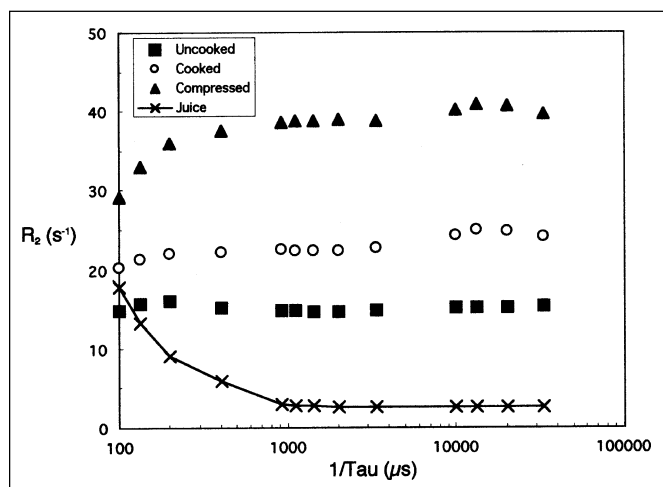 50
40
30
20
10
0
R₂ (s⁻¹)
Uncooked
Cooked
Compressed
Juice
100 1000 10000 100000
1/Tau (µs)